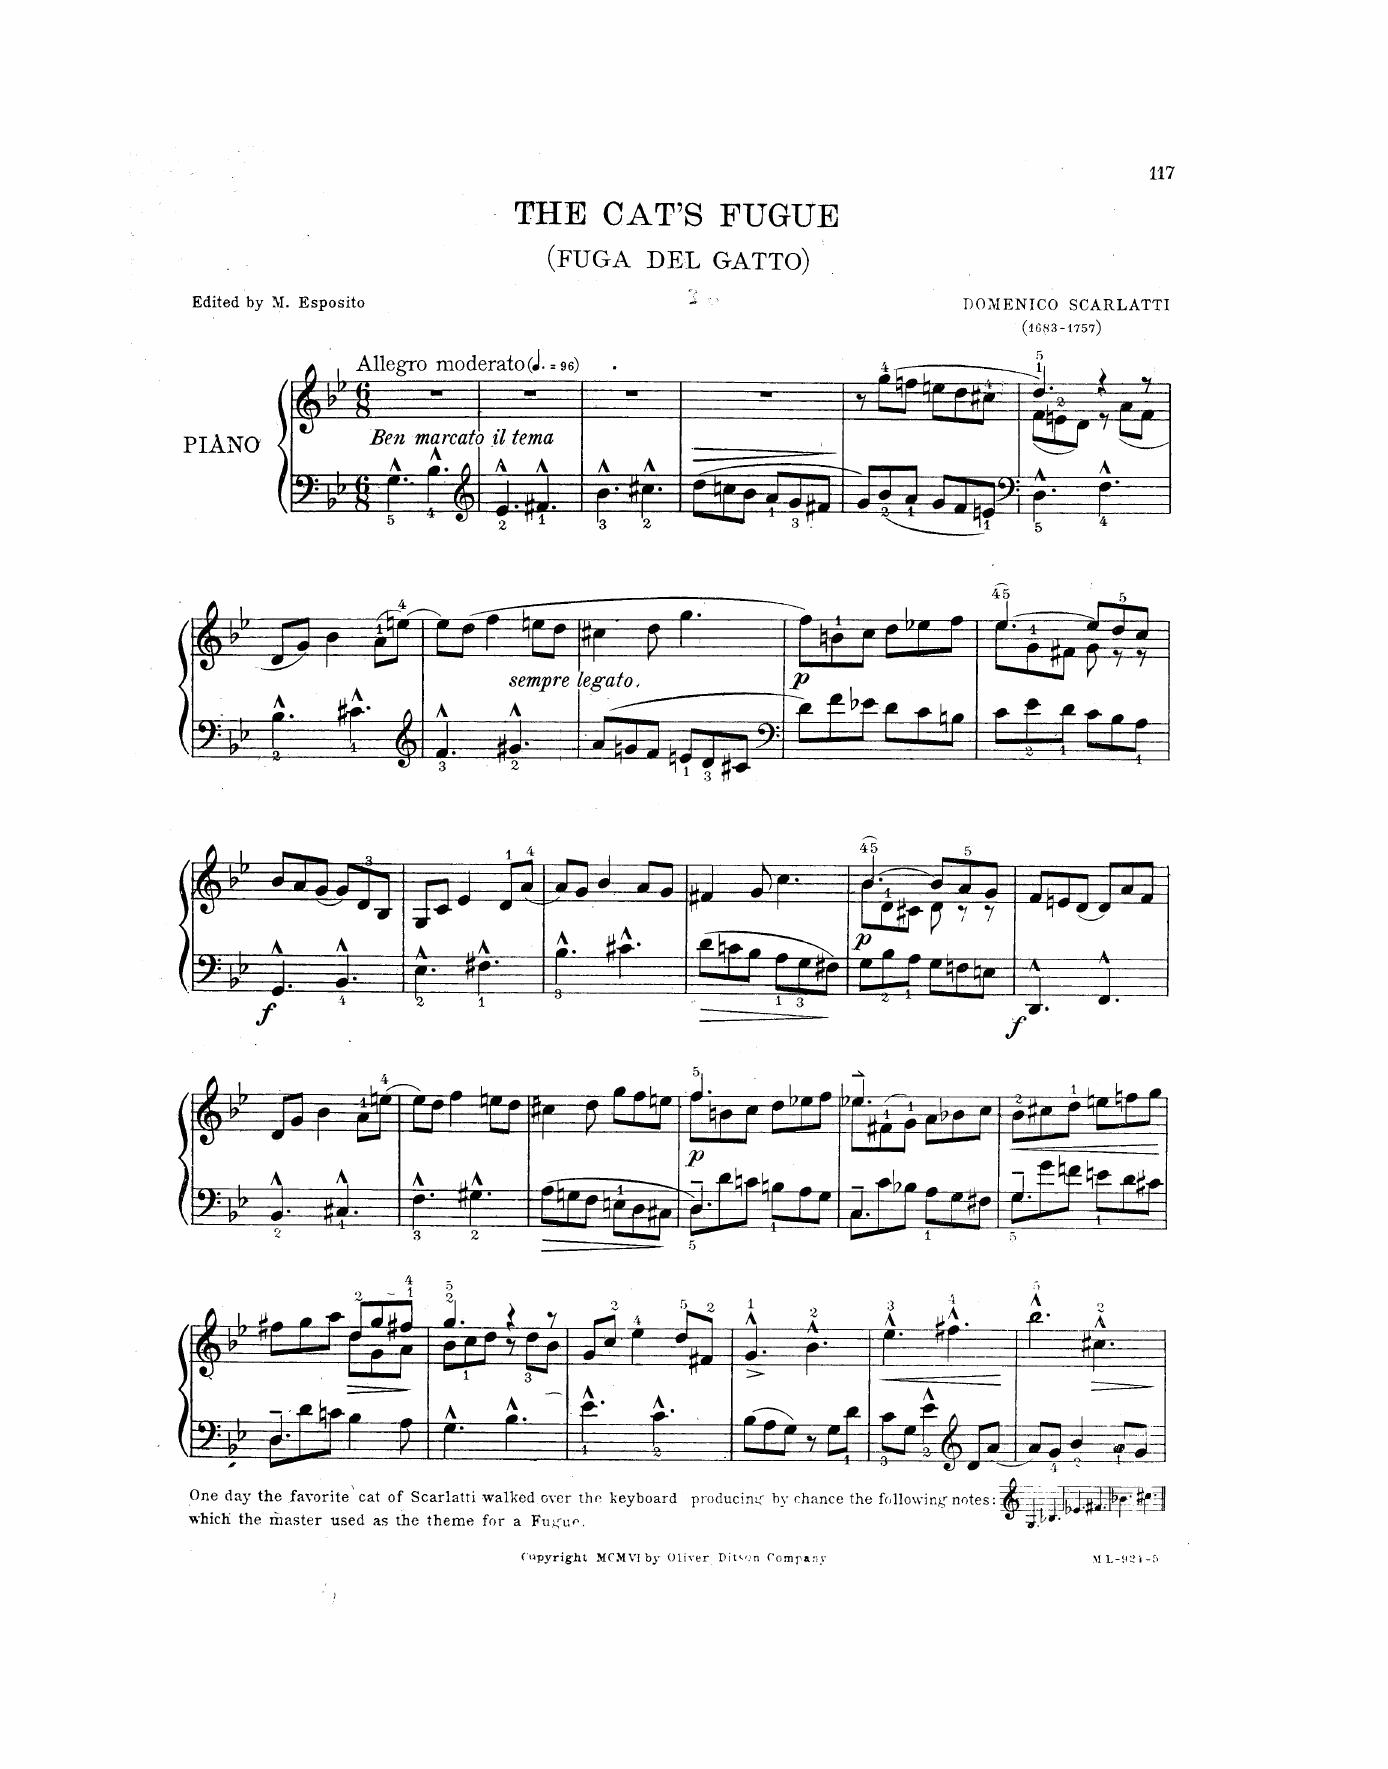 117
THE CAT'S FUGUE
(FUGA DEL GATTO)
Edited by M. Esposito
DOMENICO SCARLATTI
(1683-1757)
Allegro moderato (♩. = 96)
PIANO
Ben marcato il tema
sempre legato.
p
f
p
f
p
One day the favorite cat of Scarlatti walked over the keyboard producing by chance the following notes:
which the master used as the theme for a Fugue.
Copyright MCMVI by Oliver Ditson Company
ML-924-5